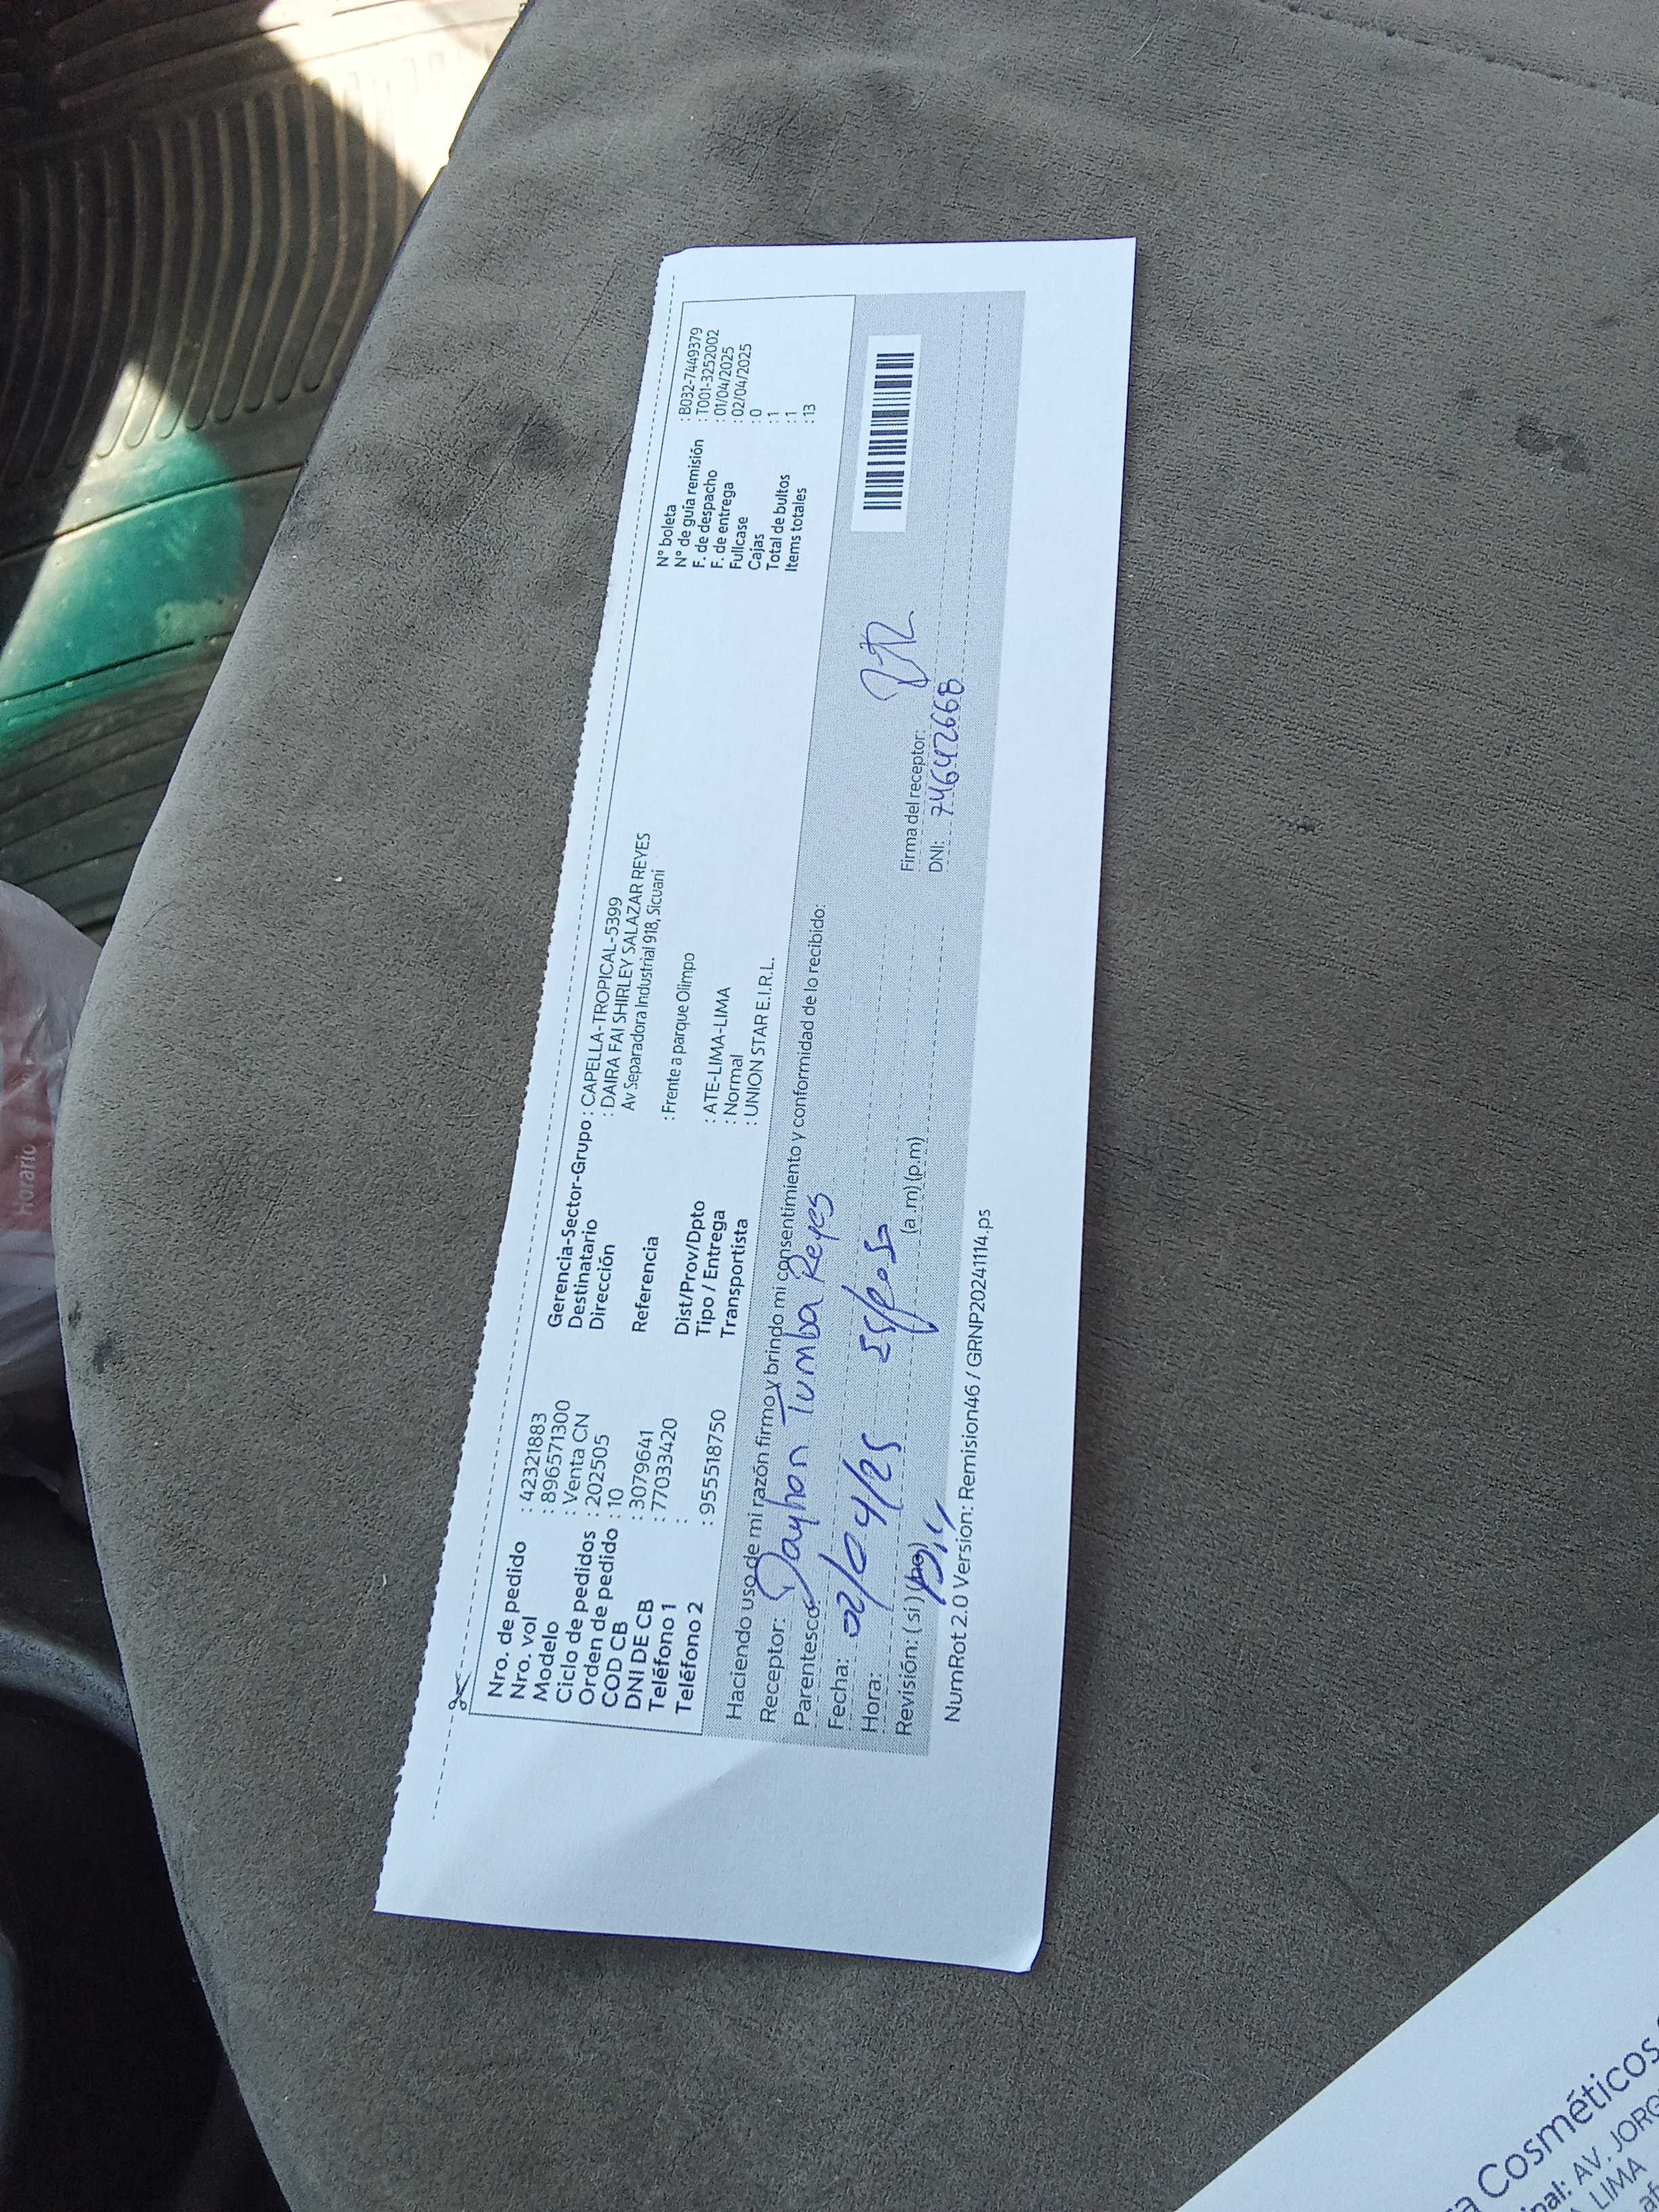 Nro. de pedido : 42321883
Nro. vol : 896571300
Modelo : Venta CN
Ciclo de pedidos : 202505
Orden de pedido : 10
COD CB : 3079641
DNI DE CB : 77033420
Teléfono 1 :
Teléfono 2 : 955518750
Gerencia-Sector-Grupo : CAPELLA-TROPICAL-5399
Destinatario : DAIRA FAI SHIRLEY SALAZAR REYES
Dirección Av Separadora Industrial 918, Sicuani
Referencia : Frente a parque Olimpo
Dist/Prov/Dpto : ATE-LIMA-LIMA
Tipo / Entrega : Normal
Transportista : UNION STAR E.I.R.L.
N° boleta : B032-7449379
N° de guía remisión : T001-3252002
F. de despacho : 01/04/2025
F. de entrega : 02/04/2025
Fullcase : 0
Cajas : 1
Total de bultos : 1
Items totales : 13
Haciendo uso de mi razón firmo y brindo mi consentimiento y conformidad de lo recibido:
Receptor: Dayhon Tumba Reyes
Parentesco
Fecha: 02/04/25 Esposo
Hora: (a.m) (p.m)
Revisión: (si) (no)
Firma del receptor:
DNI: 74642668
NumRot 2.0 Version: Remision46 / GRNP20241114.ps
Horario
Cosméticos
AV. JORG
LIMA